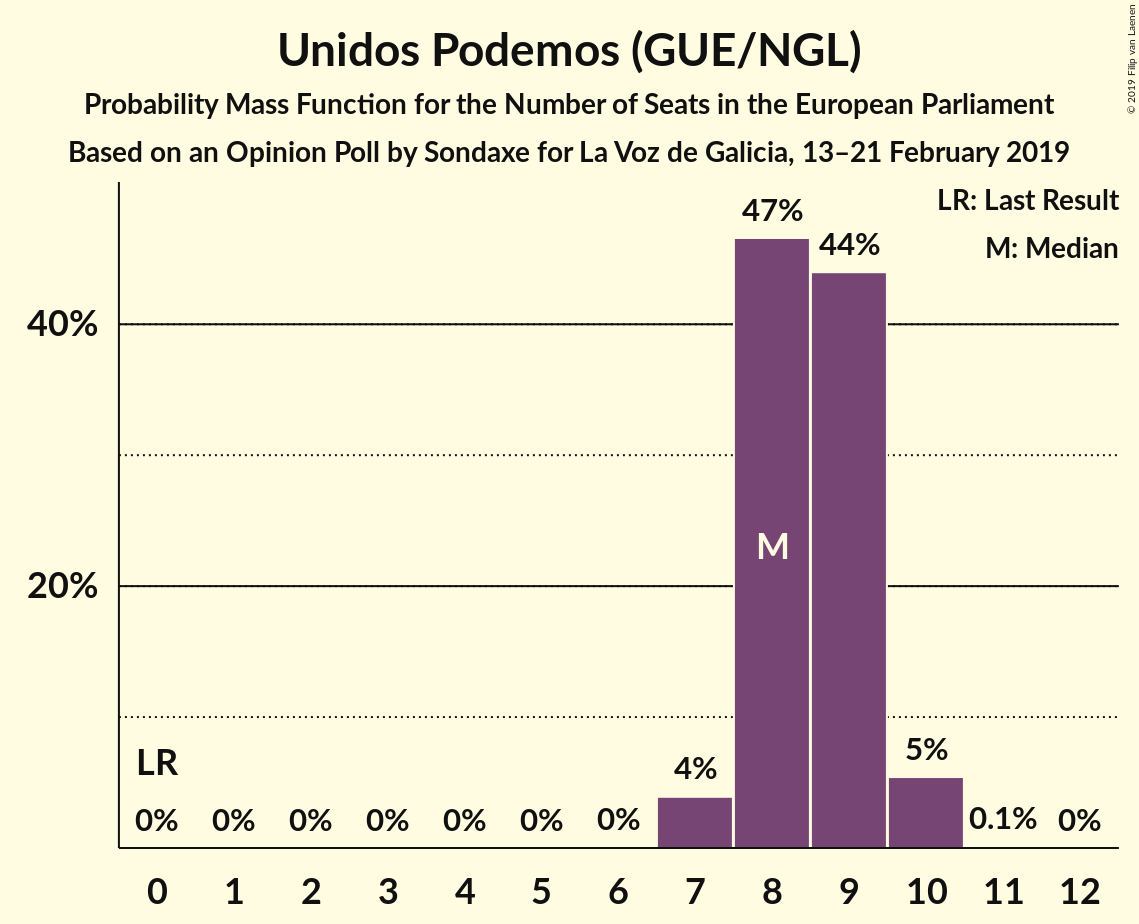 Unidos Podemos (GUE/NGL)
Probability Mass Function for the Number of Seats in the European Parliament
Based on an Opinion Poll by Sondaxe for La Voz de Galicia, 13–21 February 2019
© 2019 Filip van Laenen
LR: Last Result
M: Median
47%
44%
40%
M
20%
LR
0% 0% 0% 0% 0% 0% 0% 4% 5% 0.1% 0%
0 1 2 3 4 5 6 7 8 9 10 11 12